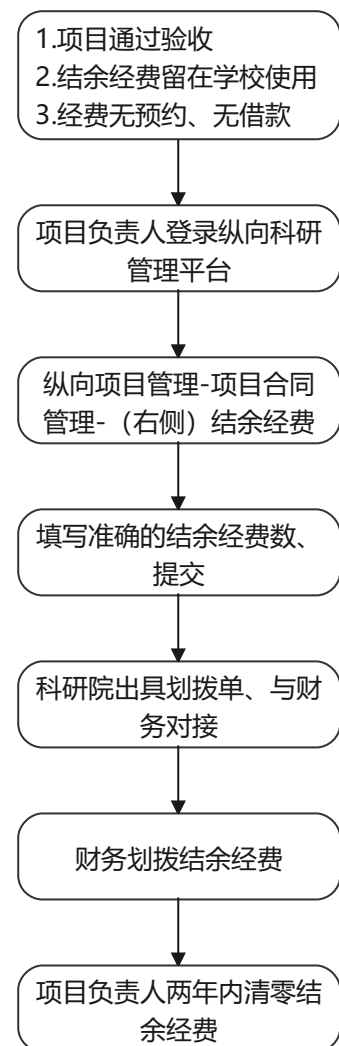 1.项目通过验收
2.结余经费留在学校使用
3.经费无预约、无借款
项目负责人登录纵向科研
管理平台
纵向项目管理-项目合同
管理-（右侧）结余经费
填写准确的结余经费数、
提交
科研院出具划拨单、与财
务对接
财务划拨结余经费
项目负责人两年内清零结
余经费